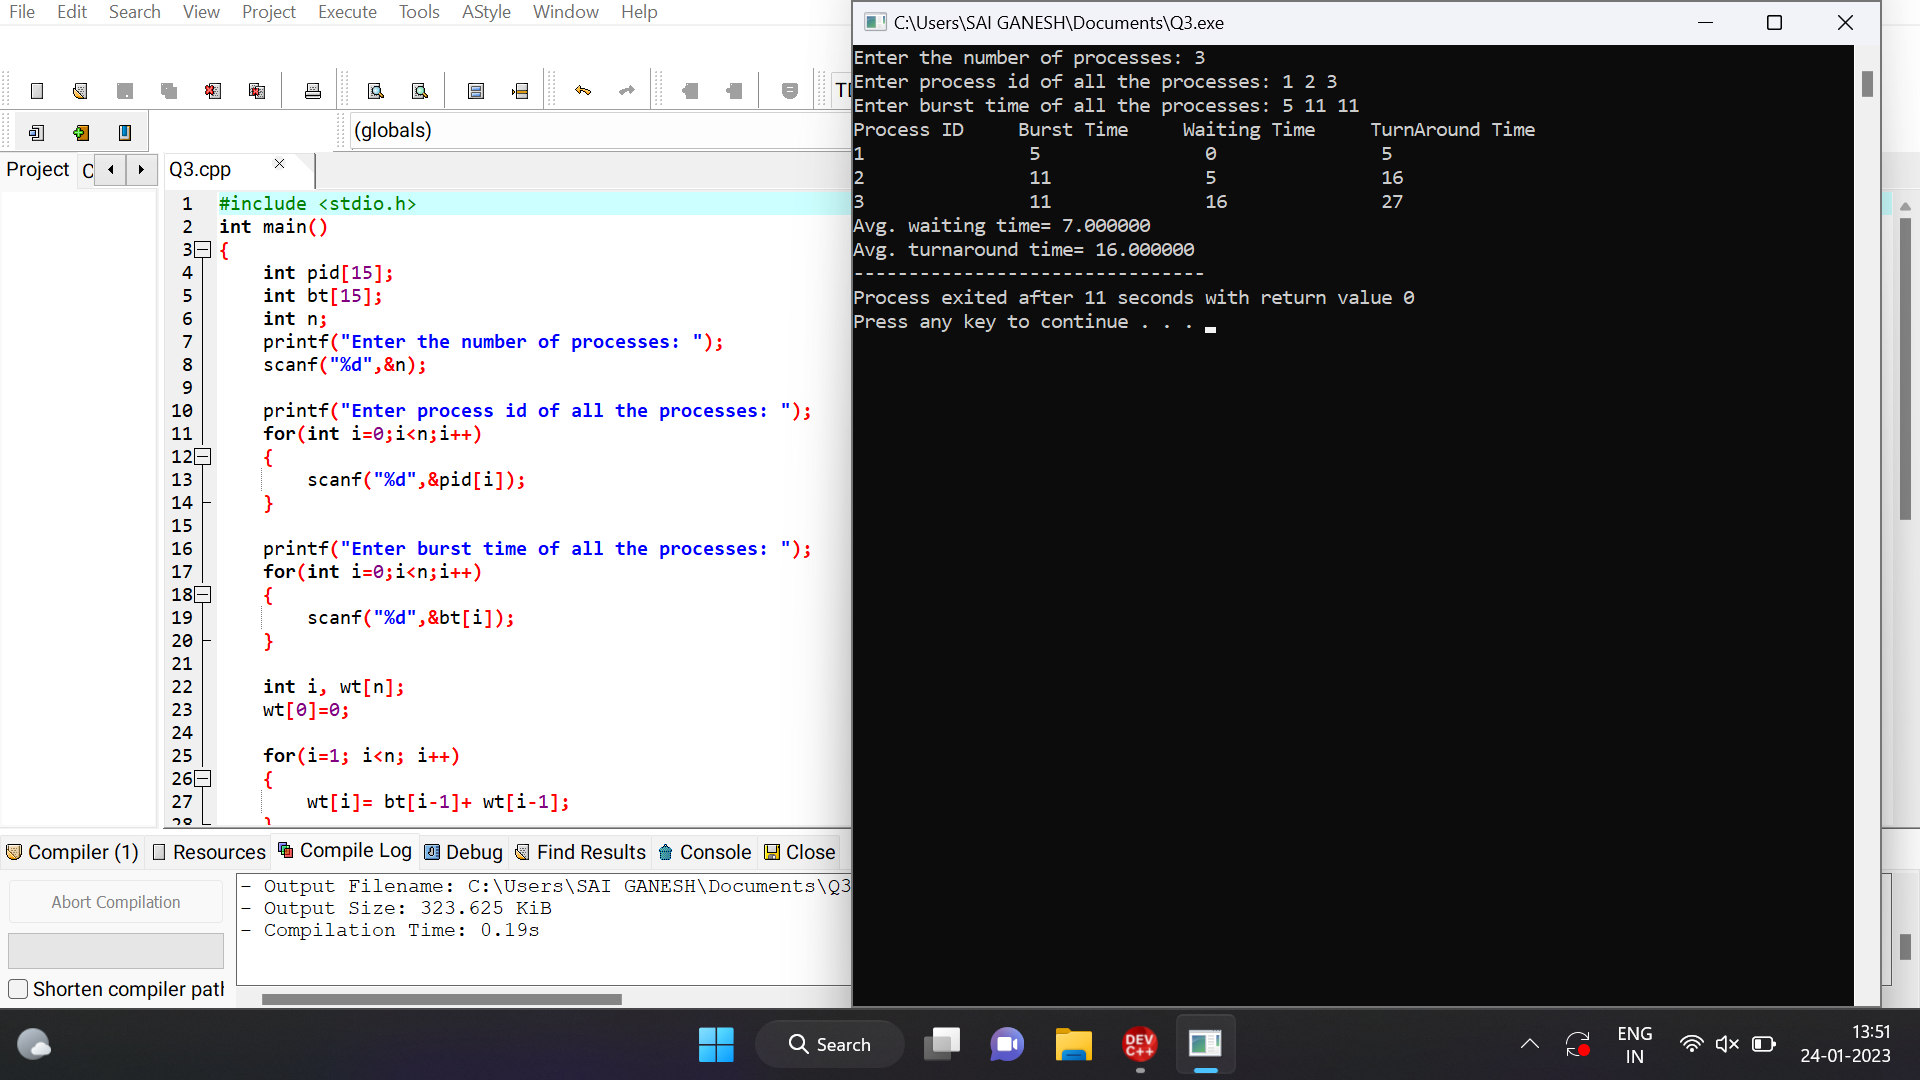 File Edit Search View Project Execute Tools AStyle Window Help
(globals)
Project
Q3.cpp
1 #include <stdio.h>
2 int main()
3 {
4 int pid[15];
5 int bt[15];
6 int n;
7 printf("Enter the number of processes: ");
8 scanf("%d",&n);
9
10 printf("Enter process id of all the processes: ");
11 for(int i=0;i<n;i++)
12 {
13 scanf("%d",&pid[i]);
14 }
15
16 printf("Enter burst time of all the processes: ");
17 for(int i=0;i<n;i++)
18 {
19 scanf("%d",&bt[i]);
20 }
21
22 int i, wt[n];
23 wt[0]=0;
24
25 for(i=1; i<n; i++)
26 {
27 wt[i]= bt[i-1]+ wt[i-1];
28 }
Compiler (1) Resources Compile Log Debug Find Results Console Close
Abort Compilation
Shorten compiler path
- Output Filename: C:\Users\SAI GANESH\Documents\Q3
- Output Size: 323.625 KiB
- Compilation Time: 0.19s
C:\Users\SAI GANESH\Documents\Q3.exe
Enter the number of processes: 3
Enter process id of all the processes: 1 2 3
Enter burst time of all the processes: 5 11 11
Process ID Burst Time Waiting Time TurnAround Time
1 5 0 5
2 11 5 16
3 11 16 27
Avg. waiting time= 7.000000
Avg. turnaround time= 16.000000
--------------------------------
Process exited after 11 seconds with return value 0
Press any key to continue . . .
Search
DEV
C++
ENG
IN
13:51
24-01-2023